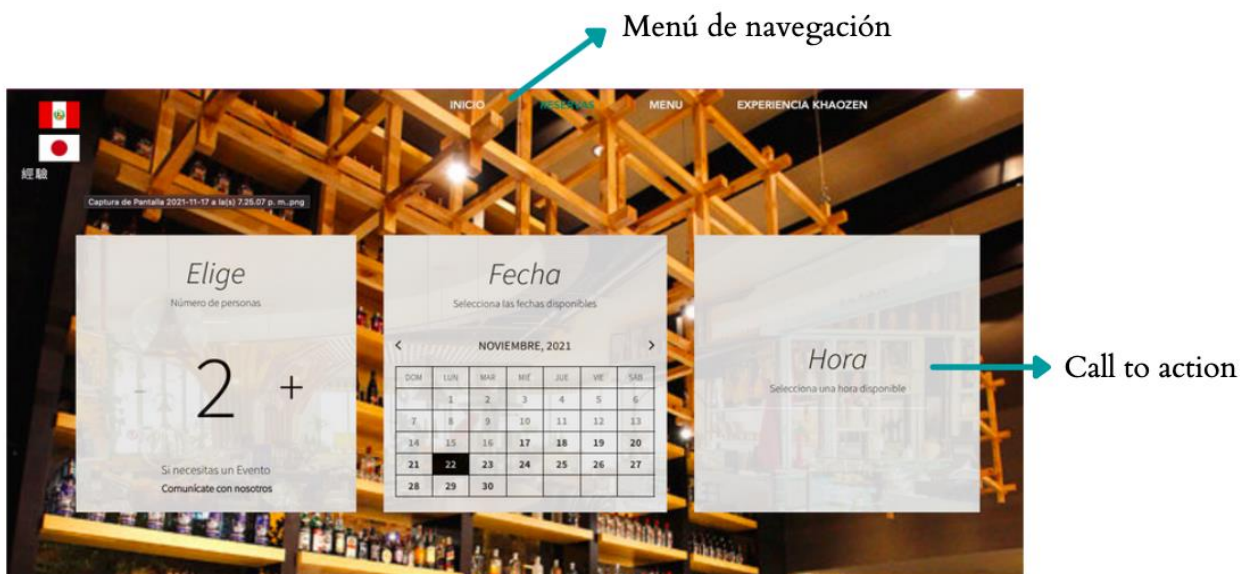 Menú de navegación
INICIO RESERVAS MENU EXPERIENCIA KHAOZEN
經驗
Captura de Pantalla 2021-11-17 a la(s) 7.25.07 p. m..png
Elige
Número de personas
- 2 +
Si necesitas un Evento
Comunícate con nosotros
Fecha
Selecciona las fechas disponibles
< NOVIEMBRE, 2021 >
DOM LUN MAR MIÉ JUE VIE SÁB
1 2 3 4 5 6
7 8 9 10 11 12 13
14 15 16 17 18 19 20
21 22 23 24 25 26 27
28 29 30
Hora
Selecciona una hora disponible
Call to action